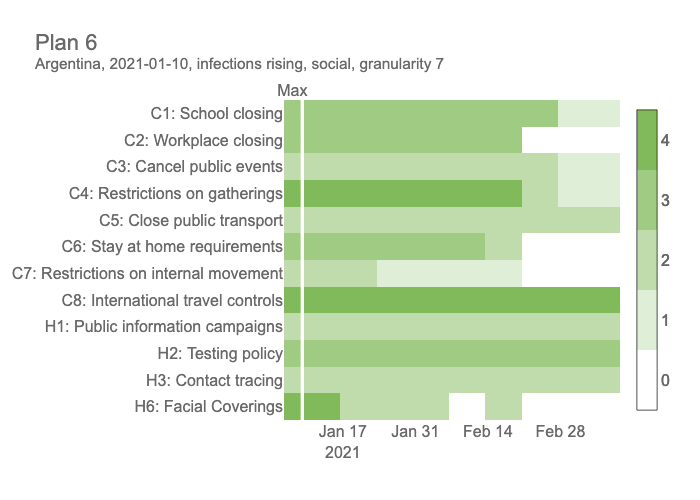 Plan 6
Argentina, 2021-01-10, infections rising, social, granularity 7
Max
C1: School closing
C2: Workplace closing
C3: Cancel public events
C4: Restrictions on gatherings
C5: Close public transport
C6: Stay at home requirements
C7: Restrictions on internal movement
C8: International travel controls
H1: Public information campaigns
H2: Testing policy
H3: Contact tracing
H6: Facial Coverings
4
3
2
1
0
Jan 17 Jan 31 Feb 14 Feb 28
2021